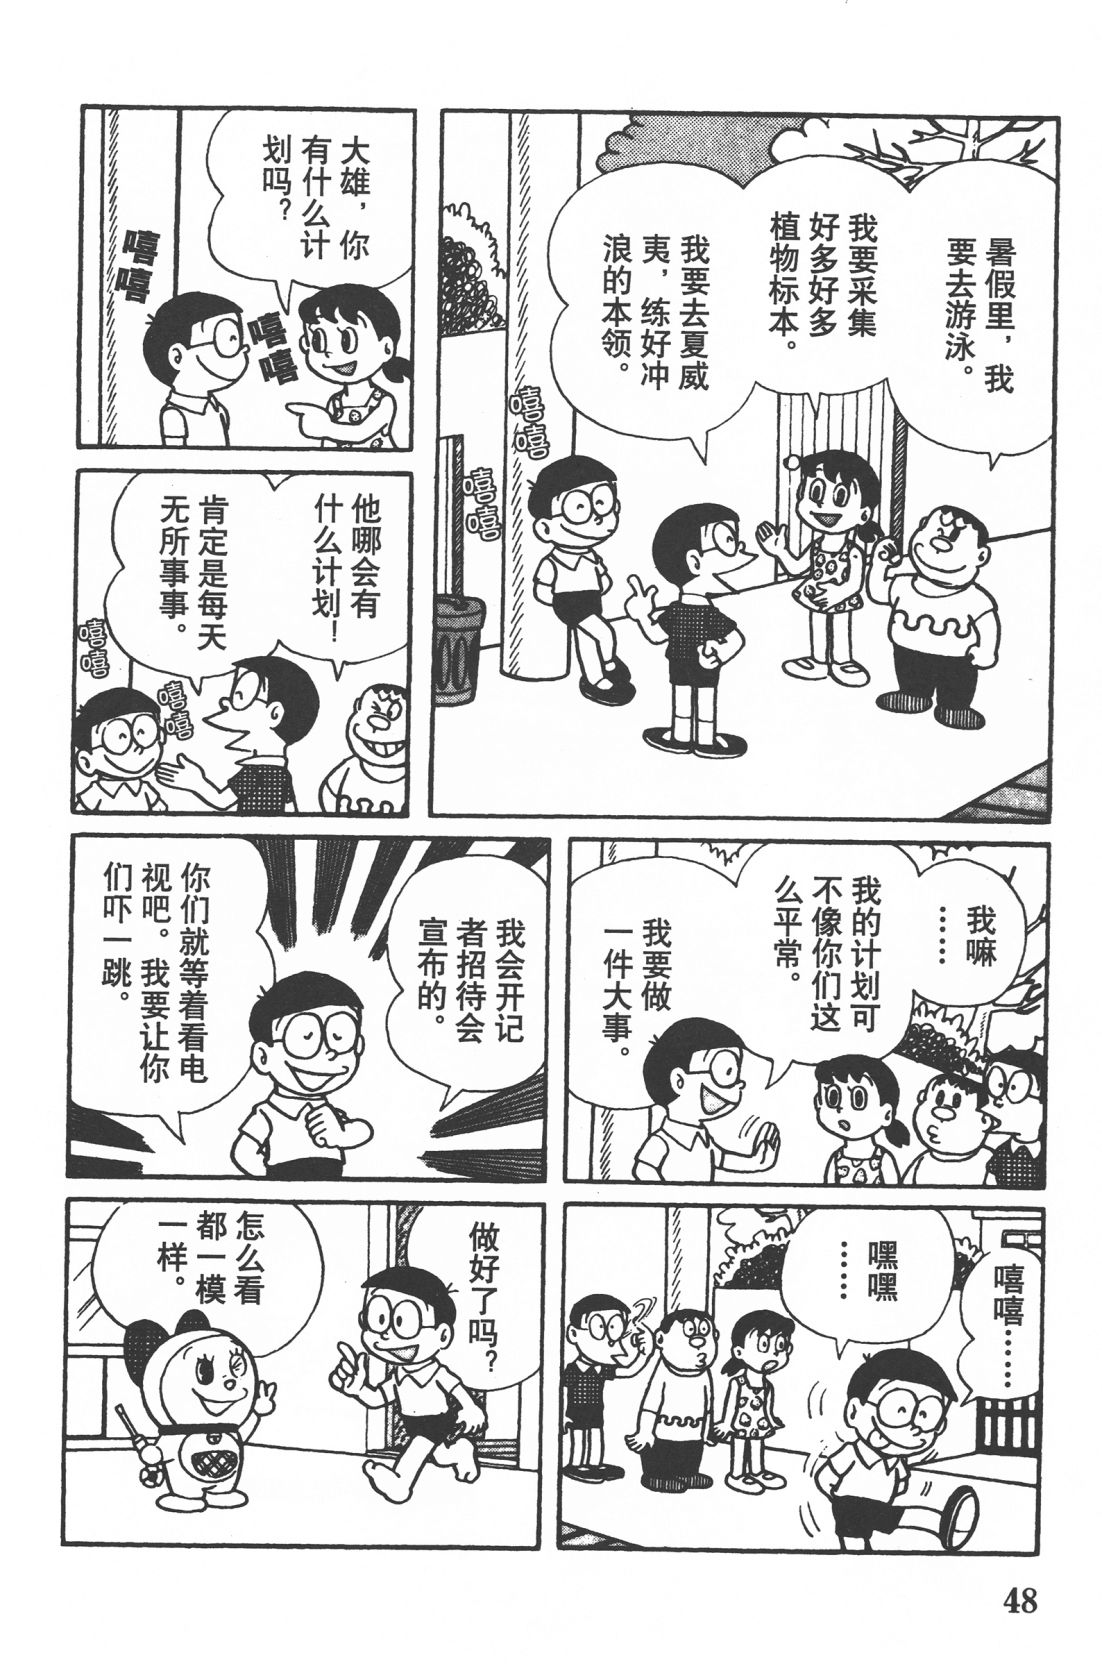 暑假里，我
要去游泳。
我要采集
好多好多
植物标本。
我要去夏威
夷，练好冲
浪的本领。
嘻嘻
嘻嘻
大雄，你
有什么计
划吗？
嘻嘻
嘻嘻
他哪会有
什么计划！
肯定是每天
无所事事。
嘻嘻
嘻嘻
我嘛
……
我的计划可
不像你们这
么平常。
我要做
一件大事。
我会开记
者招待会
宣布的。
你们就等着看电
视吧。我要让你
们吓一跳。
嘻嘻……
嘿嘿
……
做好了吗？
怎么看
都一模
一样。
48